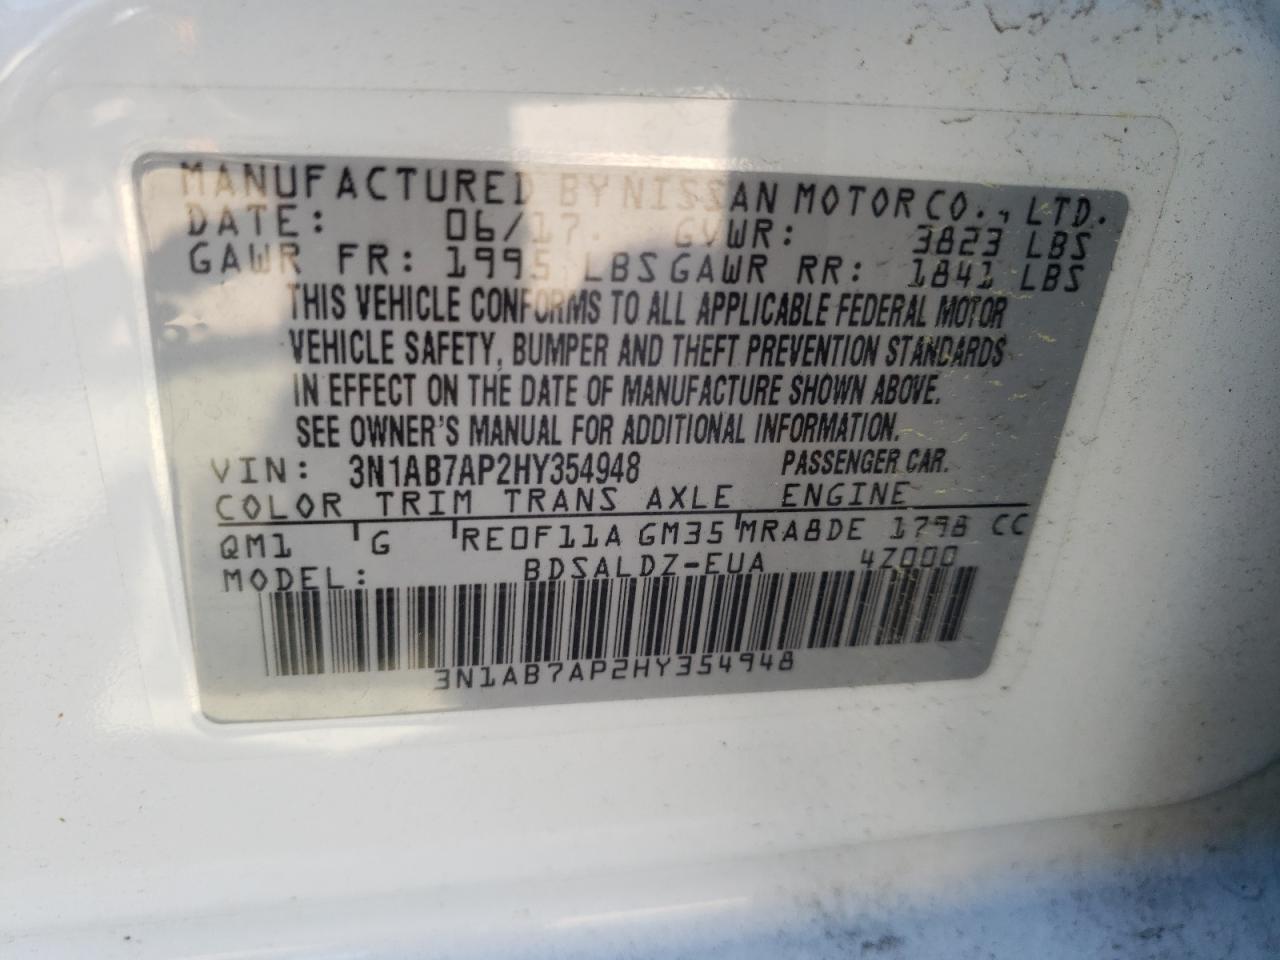 MANUFACTURED BY NISSAN MOTOR CO., LTD.
DATE: 06/17. GVWR: 3823 LBS
GAWR FR: 1995 LBS GAWR RR: 1841 LBS
THIS VEHICLE CONFORMS TO ALL APPLICABLE FEDERAL MOTOR
VEHICLE SAFETY, BUMPER AND THEFT PREVENTION STANDARDS
IN EFFECT ON THE DATE OF MANUFACTURE SHOWN ABOVE.
SEE OWNER'S MANUAL FOR ADDITIONAL INFORMATION.
VIN: 3N1AB7AP2HY354948 PASSENGER CAR.
COLOR TRIM TRANS AXLE ENGINE
QM1 G RE0F11A GM35 MRA8DE 1798 CC
MODEL: BDSALDZ-EUA 4Z000
3N1AB7AP2HY354948